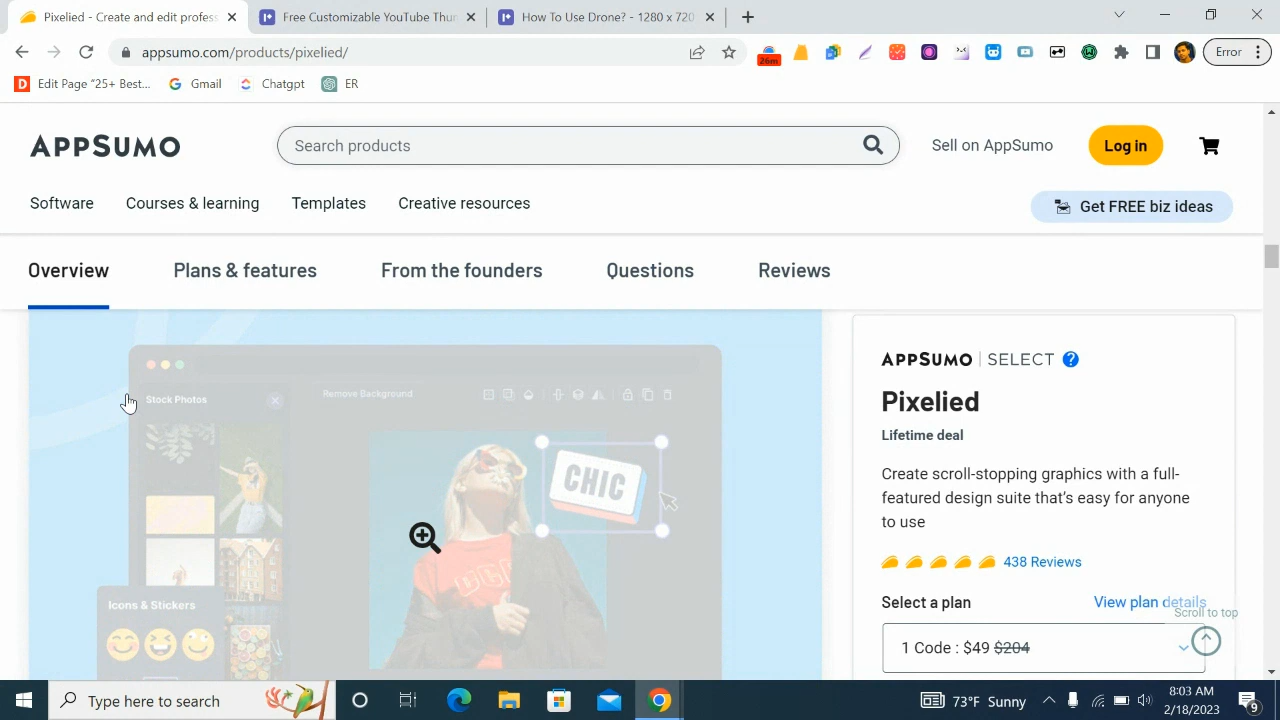 Pixelied - Create and edit profes
Free Customizable YouTube Thun
How To Use Drone? - 1280 x 720
appsumo.com/products/pixelied/
26m
Error
Edit Page “25+ Best...
Gmail
Chatgpt
ER
APPSUMO
Search products
Sell on AppSumo
Log in
Software
Courses & learning
Templates
Creative resources
Get FREE biz ideas
Overview
Plans & features
From the founders
Questions
Reviews
Stock Photos
Remove Background
CHIC
Icons & Stickers
APPSUMO | SELECT ?
Pixelied
Lifetime deal
Create scroll-stopping graphics with a full-
featured design suite that's easy for anyone
to use
438 Reviews
Select a plan
View plan details
Scroll to top
1 Code : $49 $204
Type here to search
73°F Sunny
8:03 AM
2/18/2023
9